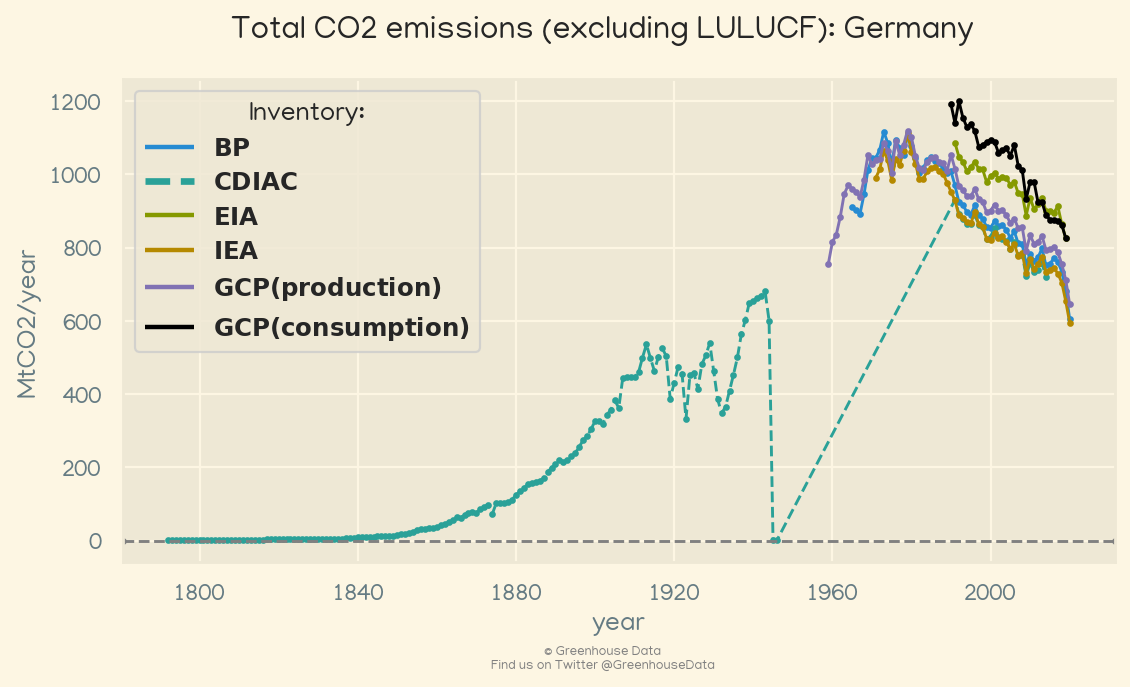 Total CO2 emissions (excluding LULUCF): Germany
Inventory:
BP
CDIAC
EIA
IEA
GCP(production)
GCP(consumption)
MtCO2/year
1200
1000
800
600
400
200
0
1800 1840 1880 1920 1960 2000
year
© Greenhouse Data
Find us on Twitter @GreenhouseData